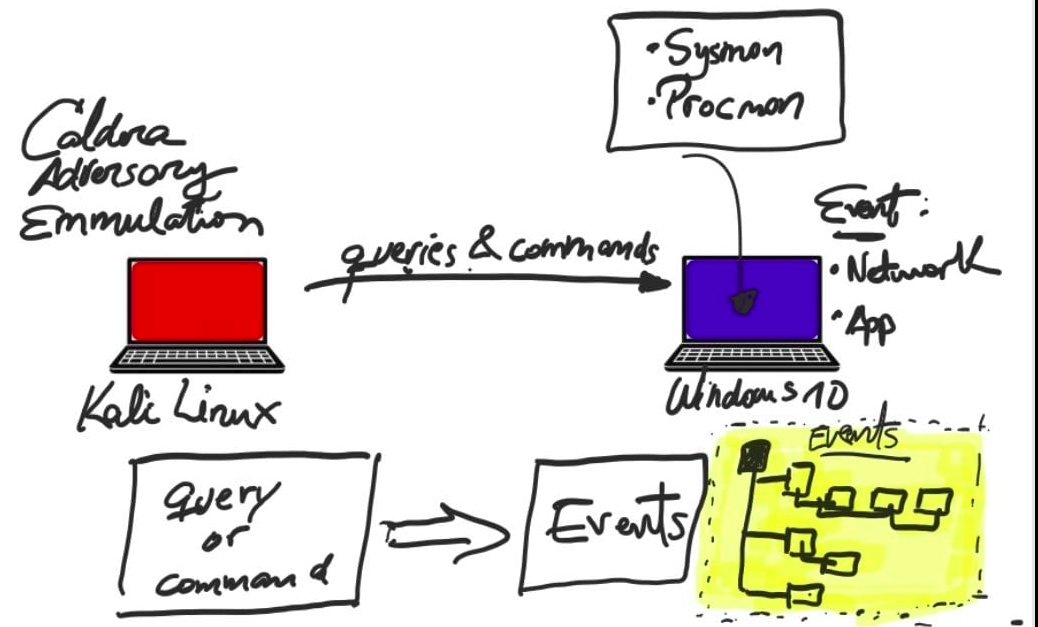 • Sysmon
• Procmon
Caldera
Adversary
Emmulation
queries & commands
Event:
• Network
• App
Kali Linux
Windows 10
query
or
command
Events
Events